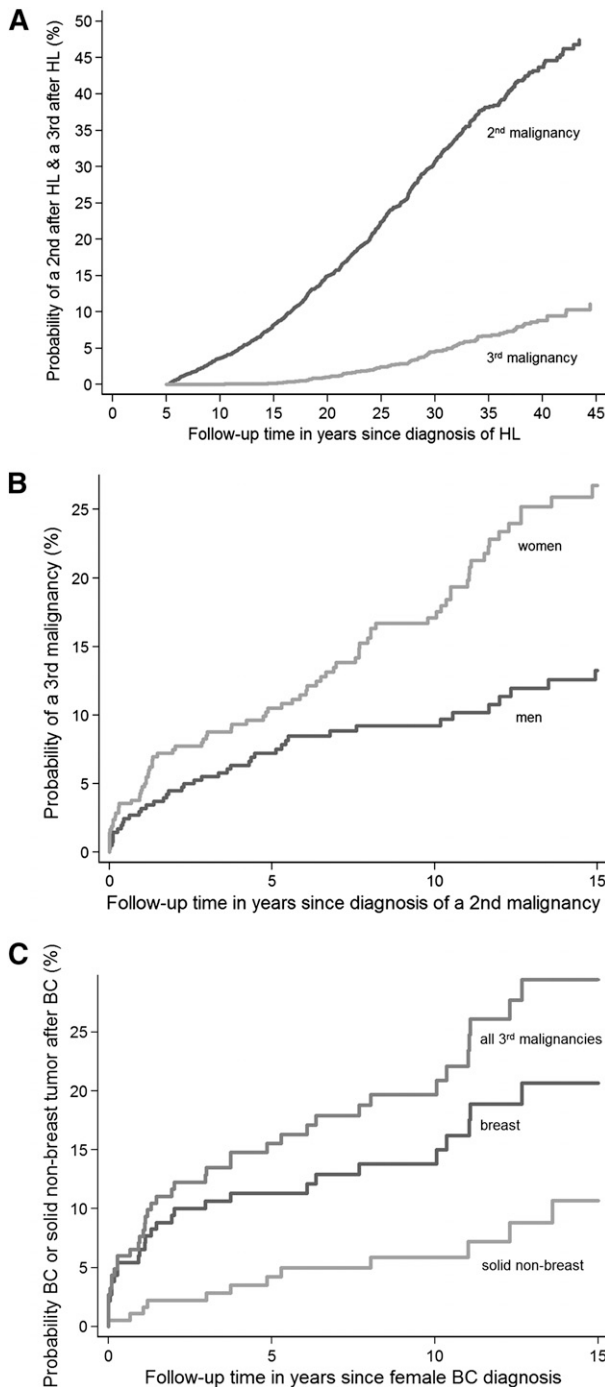 A
Probability of a 2nd after HL & a 3rd after HL (%)
50
45
40
35
30
25
20
15
10
5
0
2nd malignancy
3rd malignancy
0 5 10 15 20 25 30 35 40 45
Follow-up time in years since diagnosis of HL
B
Probability of a 3rd malignancy (%)
25
20
15
10
5
0
women
men
0 5 10 15
Follow-up time in years since diagnosis of a 2nd malignancy
C
Probability BC or solid non-breast tumor after BC (%)
25
20
15
10
5
0
all 3rd malignancies
breast
solid non-breast
0 5 10 15
Follow-up time in years since female BC diagnosis